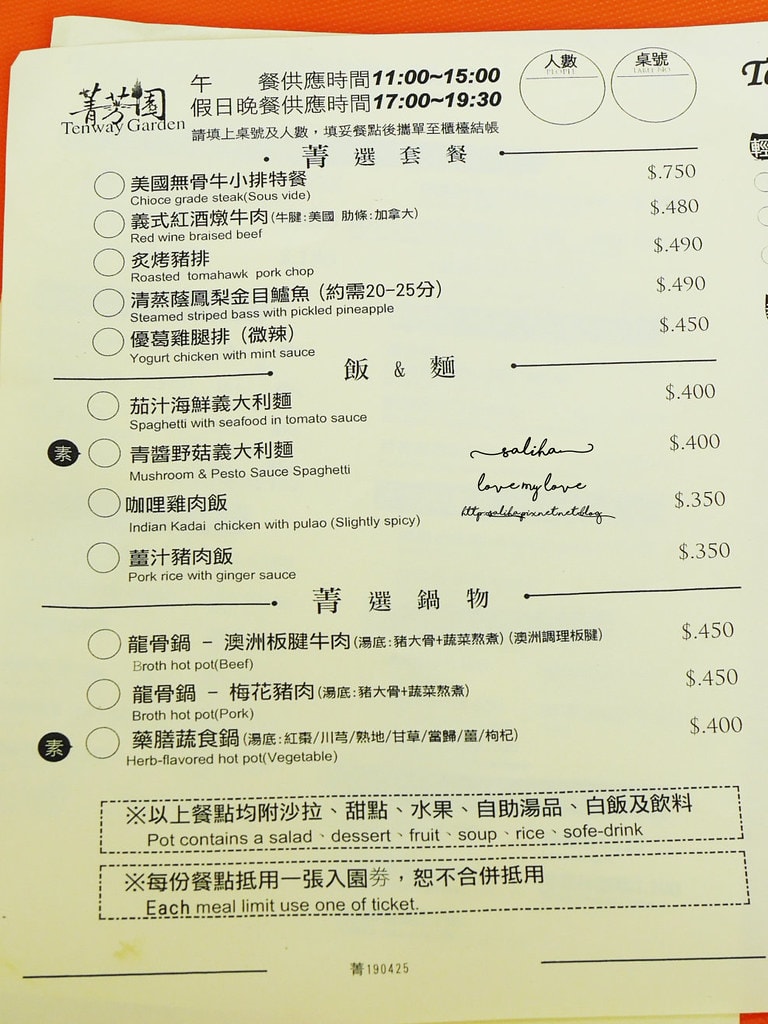 菁芳園
Tenway Garden
午 餐供應時間11:00~15:00
假日晚餐供應時間17:00~19:30
請填上桌號及人數，填妥餐點後攜單至櫃檯結帳
人數
PEOPLE
桌號
TABLE NO.
菁選套餐
美國無骨牛小排特餐 $.750
Chioce grade steak(Sous vide)
義式紅酒燉牛肉(牛腱:美國 肋條:加拿大) $.480
Red wine braised beef
炙烤豬排 $.490
Roasted tomahawk pork chop
清蒸蔭鳳梨金目鱸魚（約需20-25分） $.490
Steamed striped bass with pickled pineapple
優葛雞腿排（微辣） $.450
Yogurt chicken with mint sauce
飯 & 麵
茄汁海鮮義大利麵 $.400
Spaghetti with seafood in tomato sauce
素 青醬野菇義大利麵 $.400
Mushroom & Pesto Sauce Spaghetti
saliha
love my love
咖哩雞肉飯 $.350
Indian Kadai chicken with pulao (Slightly spicy)
薑汁豬肉飯 $.350
Pork rice with ginger sauce
菁選鍋物
龍骨鍋 - 澳洲板腱牛肉(湯底:豬大骨+蔬菜熬煮)(澳洲調理板腱) $.450
Broth hot pot(Beef)
龍骨鍋 - 梅花豬肉(湯底:豬大骨+蔬菜熬煮) $.450
Broth hot pot(Pork)
素 藥膳蔬食鍋(湯底:紅棗/川芎/熟地/甘草/當歸/薑/枸杞) $.400
Herb-flavored hot pot(Vegetable)
※以上餐點均附沙拉、甜點、水果、自助湯品、白飯及飲料
Pot contains a salad、dessert、fruit、soup、rice、sofe-drink
※每份餐點抵用一張入園券，恕不合併抵用
Each meal limit use one of ticket.
菁190425